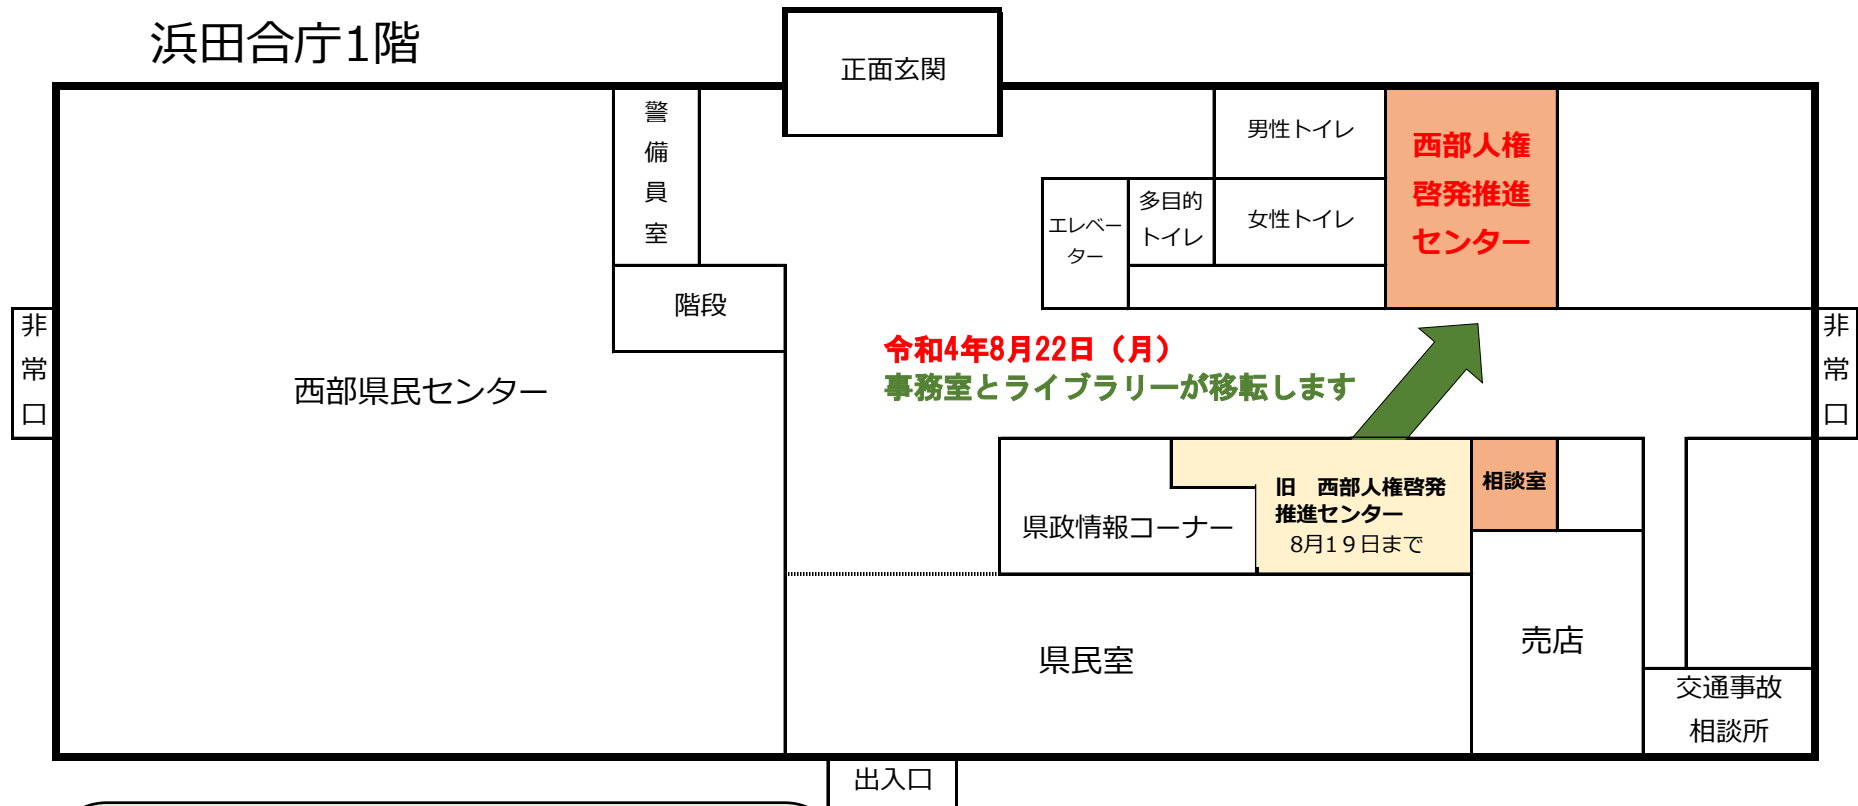 浜田合庁1階
正面玄関
警
備
員
室
男性トイレ
西部人権
啓発推進
センター
エレベー
ター
多目的
トイレ
女性トイレ
階段
非
常
口
西部県民センター
令和4年8月22日（月）
事務室とライブラリーが移転します
非
常
口
県政情報コーナー
旧　西部人権啓発
推進センター
8月1９日まで
相談室
県民室
売店
交通事故
相談所
出入口